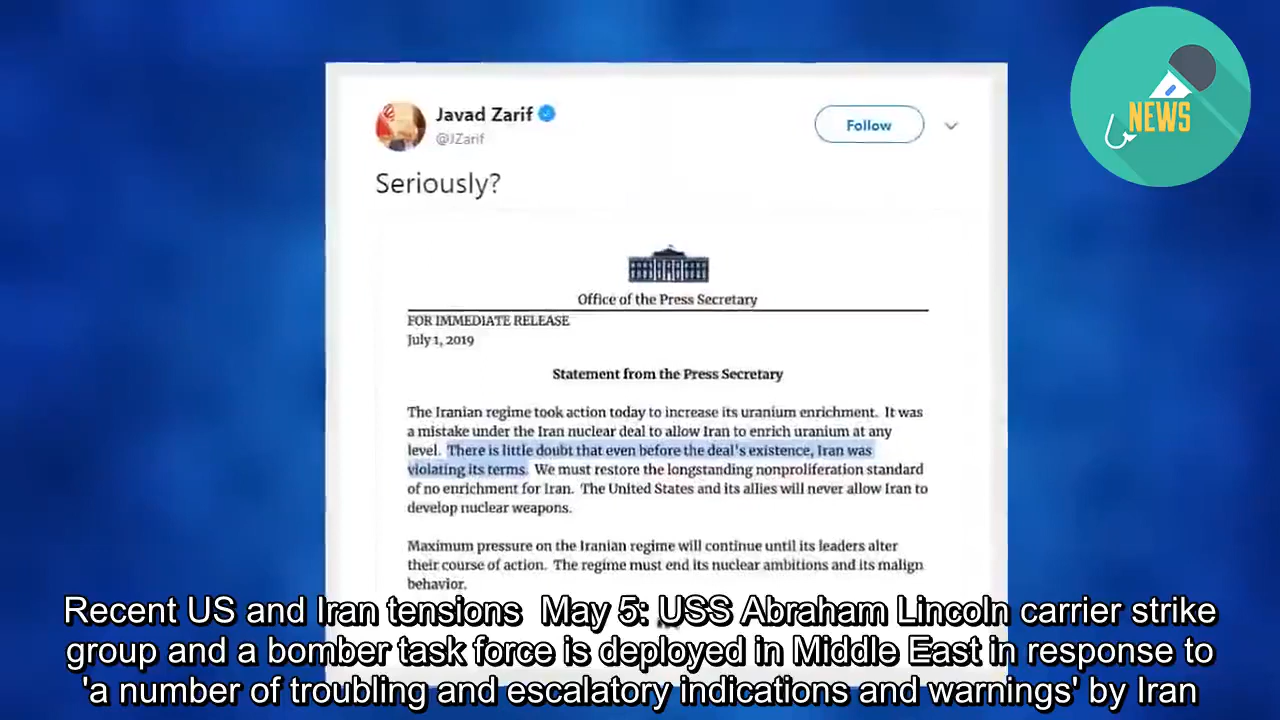 NEWS
Javad Zarif
@JZarif
Follow
Seriously?
Office of the Press Secretary
FOR IMMEDIATE RELEASE
July 1, 2019
Statement from the Press Secretary
The Iranian regime took action today to increase its uranium enrichment. It was
a mistake under the Iran nuclear deal to allow Iran to enrich uranium at any
level. There is little doubt that even before the deal's existence, Iran was
violating its terms. We must restore the longstanding nonproliferation standard
of no enrichment for Iran. The United States and its allies will never allow Iran to
develop nuclear weapons.
Maximum pressure on the Iranian regime will continue until its leaders alter
their course of action. The regime must end its nuclear ambitions and its malign
behavior.
Recent US and Iran tensions May 5: USS Abraham Lincoln carrier strike
group and a bomber task force is deployed in Middle East in response to
'a number of troubling and escalatory indications and warnings' by Iran